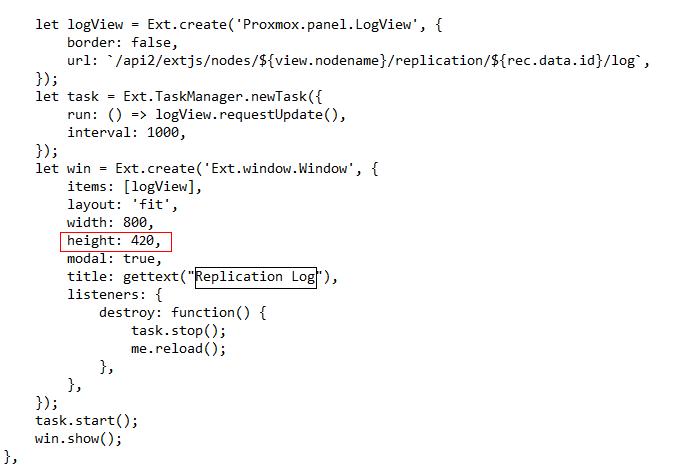 let logView = Ext.create('Proxmox.panel.LogView', {
border: false,
url: `/api2/extjs/nodes/${view.nodename}/replication/${rec.data.id}/log`,
});
let task = Ext.TaskManager.newTask({
run: () => logView.requestUpdate(),
interval: 1000,
});
let win = Ext.create('Ext.window.Window', {
items: [logView],
layout: 'fit',
width: 800,
height: 420,
modal: true,
title: gettext("Replication Log"),
listeners: {
destroy: function() {
task.stop();
me.reload();
},
},
});
task.start();
win.show();
},